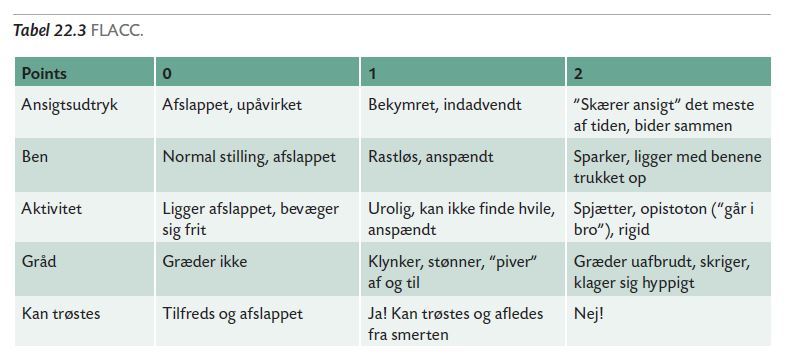 Tabel 22.3 FLACC.
Points 0 1 2
Ansigtsudtryk Afslappet, upåvirket Bekymret, indadvendt ”Skærer ansigt” det meste
af tiden, bider sammen
Ben Normal stilling, afslappet Rastløs, anspændt Sparker, ligger med benene
trukket op
Aktivitet Ligger afslappet, bevæger Urolig, kan ikke finde hvile, Spjætter, opistoton (“går i
sig frit anspændt bro”), rigid
Gråd Græder ikke Klynker, stønner, “piver” Græder uafbrudt, skriger,
af og til klager sig hyppigt
Kan trøstes Tilfreds og afslappet Ja! Kan trøstes og afledes Nej!
fra smerten